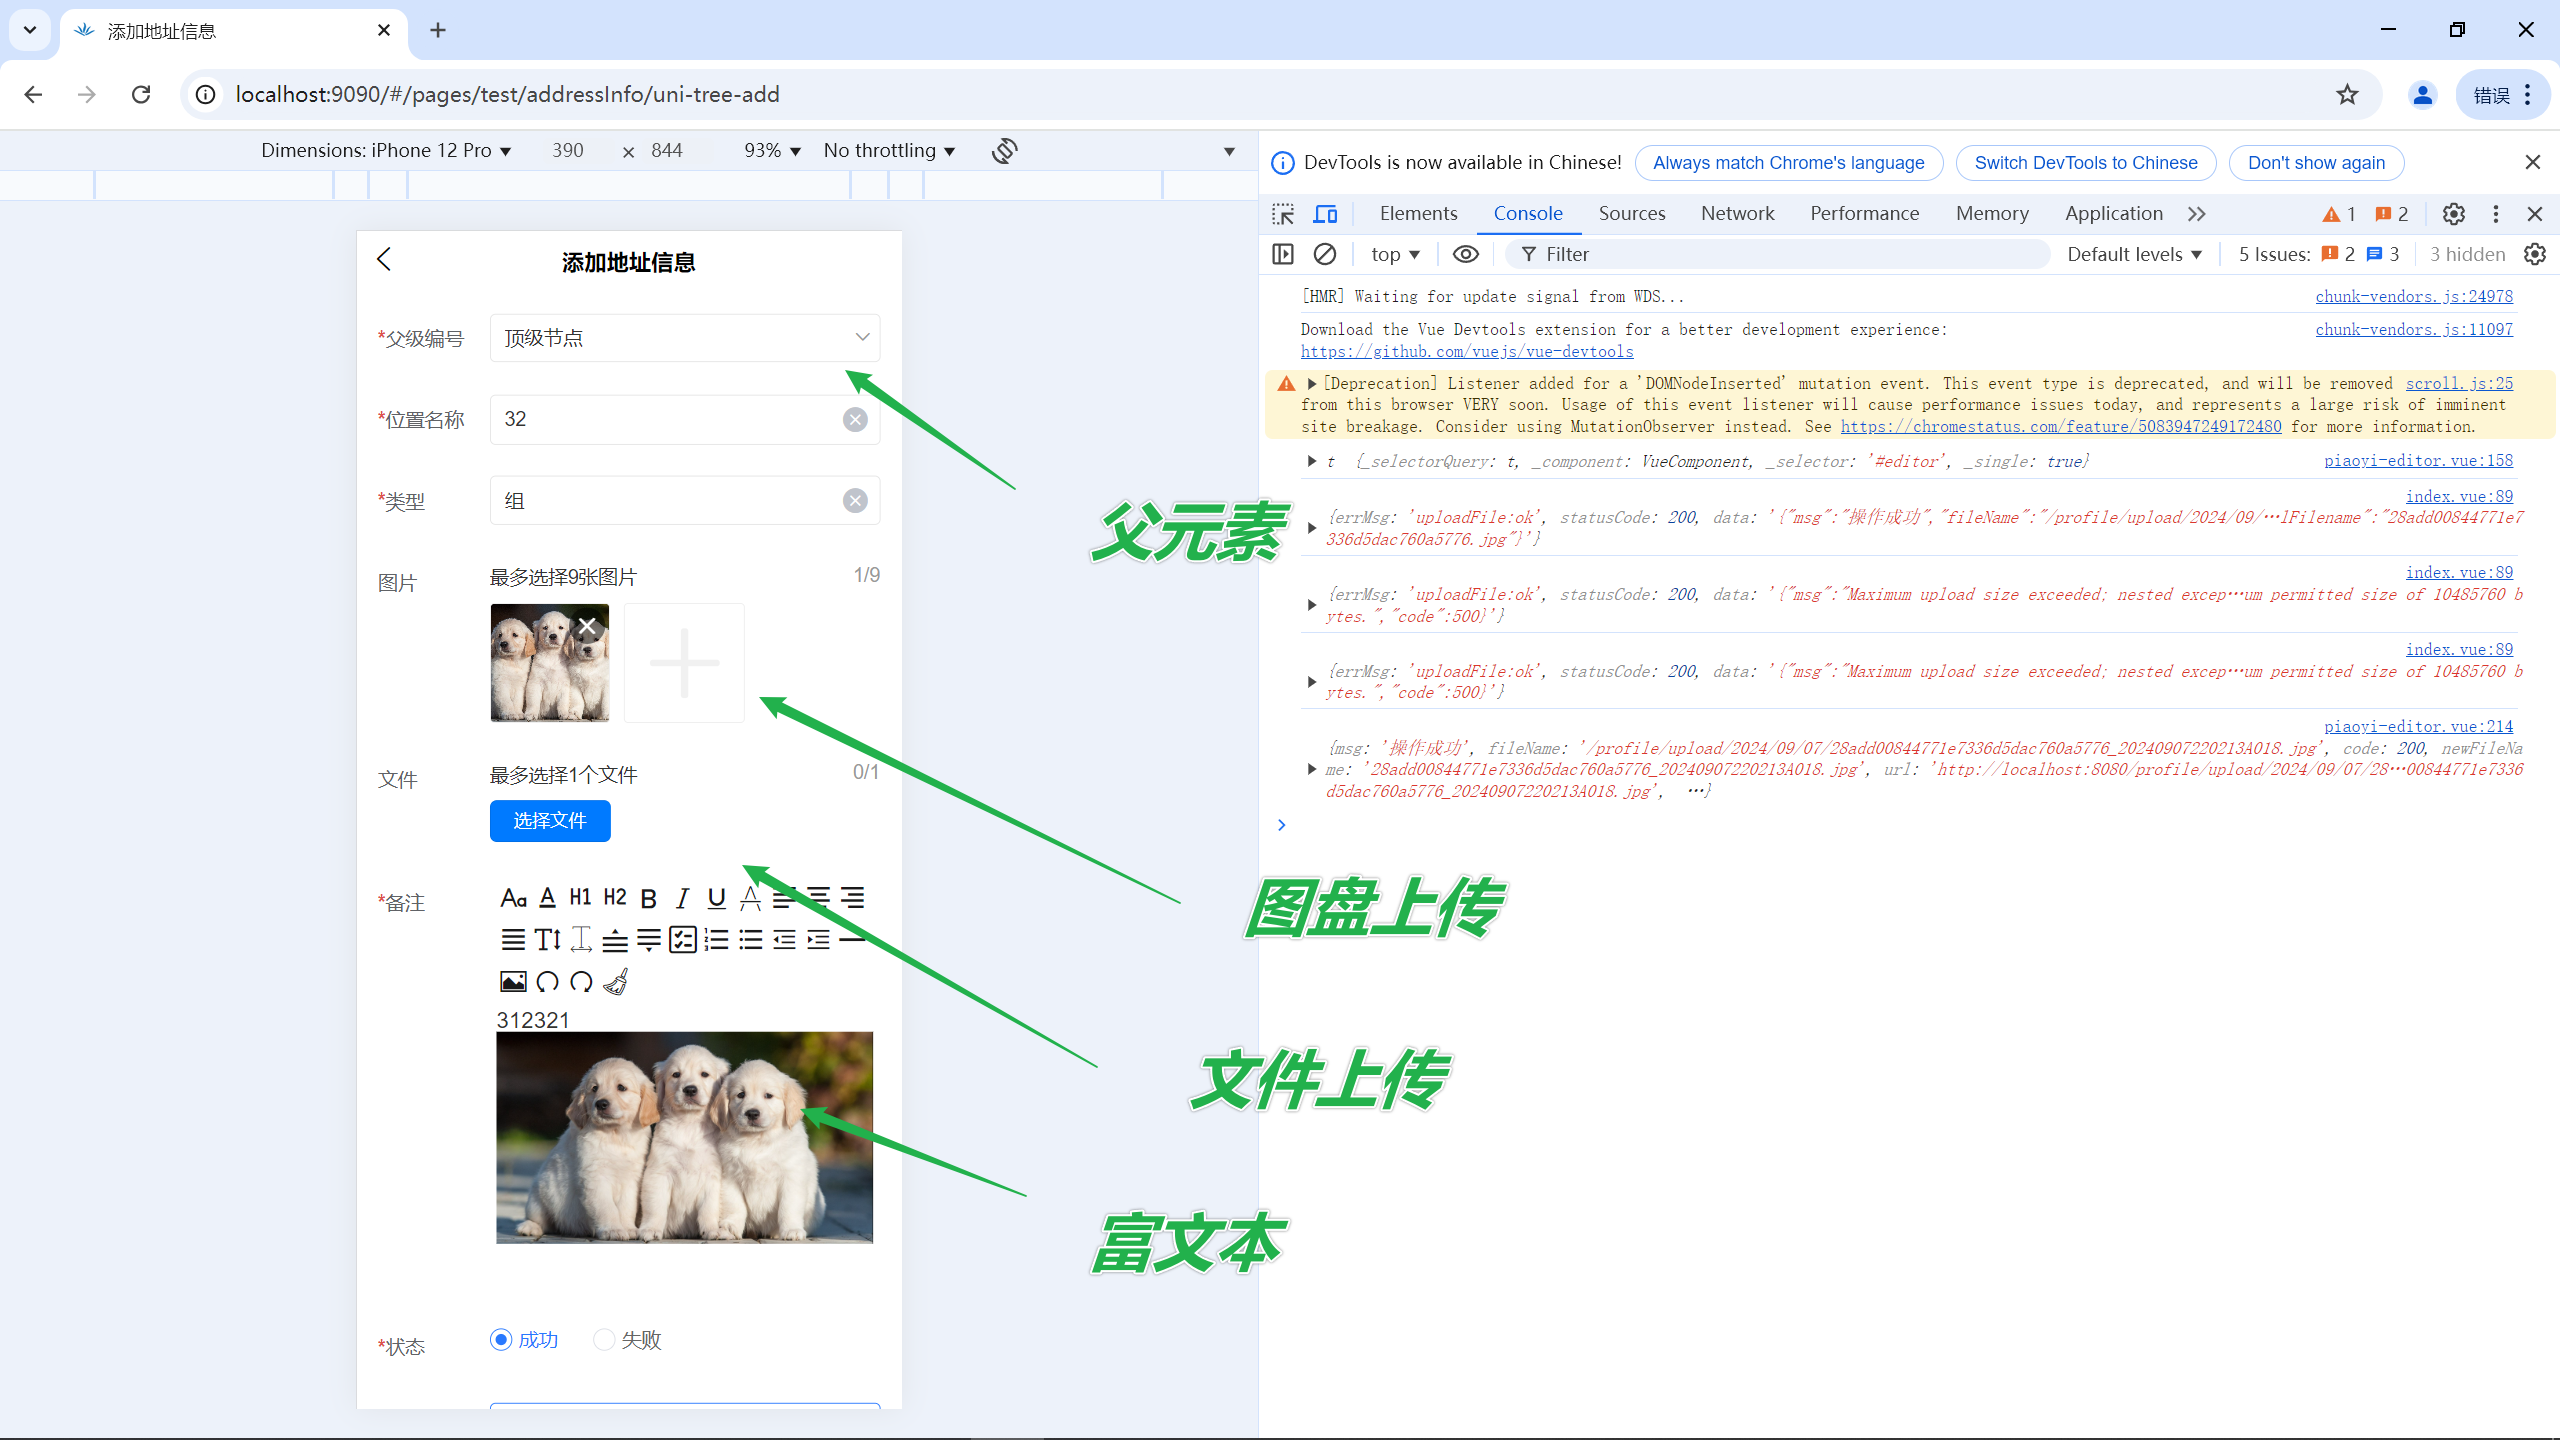 添加地址信息
localhost:9090/#/pages/test/addressInfo/uni-tree-add
错误
Dimensions: iPhone 12 Pro ▼ 390 × 844 93% ▼ No throttling ▼
添加地址信息
*父级编号 顶级节点
*位置名称 32
*类型 组
图片 最多选择9张图片 1/9
文件 最多选择1个文件 0/1
选择文件
*备注
Aa A H1 H2 B I U A
312321
*状态 成功 失败
父元素
图盘上传
文件上传
富文本
DevTools is now available in Chinese! Always match Chrome's language Switch DevTools to Chinese Don't show again
Elements Console Sources Network Performance Memory Application 1 2
top ▼ Filter Default levels ▼ 5 Issues: 2 3 3 hidden
[HMR] Waiting for update signal from WDS... chunk-vendors.js:24978
Download the Vue Devtools extension for a better development experience: chunk-vendors.js:11097
https://github.com/vuejs/vue-devtools
[Deprecation] Listener added for a 'DOMNodeInserted' mutation event. This event type is deprecated, and will be removed scroll.js:25
from this browser VERY soon. Usage of this event listener will cause performance issues today, and represents a large risk of imminent
site breakage. Consider using MutationObserver instead. See https://chromestatus.com/feature/5083947249172480 for more information.
t {_selectorQuery: t, _component: VueComponent, _selector: '#editor', _single: true} piaoyi-editor.vue:158
index.vue:89
{errMsg: 'uploadFile:ok', statusCode: 200, data: '{"msg":"操作成功","fileName":"/profile/upload/2024/09/…lFilename":"28add00844771e7
336d5dac760a5776.jpg"}'}
index.vue:89
{errMsg: 'uploadFile:ok', statusCode: 200, data: '{"msg":"Maximum upload size exceeded; nested excep…um permitted size of 10485760 b
ytes.","code":500}'}
index.vue:89
{errMsg: 'uploadFile:ok', statusCode: 200, data: '{"msg":"Maximum upload size exceeded; nested excep…um permitted size of 10485760 b
ytes.","code":500}'}
piaoyi-editor.vue:214
{msg: '操作成功', fileName: '/profile/upload/2024/09/07/28add00844771e7336d5dac760a5776_20240907220213A018.jpg', code: 200, newFileNa
me: '28add00844771e7336d5dac760a5776_20240907220213A018.jpg', url: 'http://localhost:8080/profile/upload/2024/09/07/28…00844771e7336
d5dac760a5776_20240907220213A018.jpg', …}